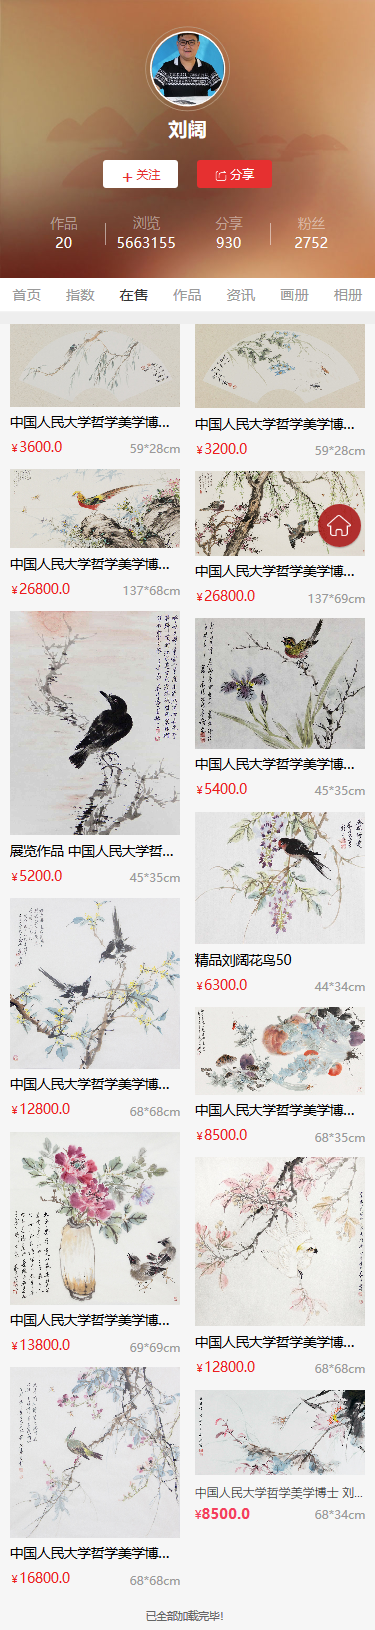 刘阔
+关注
分享
作品 浏览 分享 粉丝
20 5663155 930 2752
首页 指数 在售 作品 资讯 画册 相册
中国人民大学哲学美学博...
¥3600.0 59*28cm
中国人民大学哲学美学博...
¥3200.0 59*28cm
中国人民大学哲学美学博...
¥26800.0 137*68cm
中国人民大学哲学美学博...
¥26800.0 137*69cm
展览作品 中国人民大学哲...
¥5200.0 45*35cm
中国人民大学哲学美学博...
¥5400.0 45*35cm
精品刘阔花鸟50
¥6300.0 44*34cm
中国人民大学哲学美学博...
¥12800.0 68*68cm
中国人民大学哲学美学博...
¥8500.0 68*35cm
中国人民大学哲学美学博...
¥13800.0 69*69cm
中国人民大学哲学美学博...
¥12800.0 68*68cm
中国人民大学哲学美学博士 刘...
¥8500.0 68*34cm
中国人民大学哲学美学博...
¥16800.0 68*68cm
已全部加载完毕!